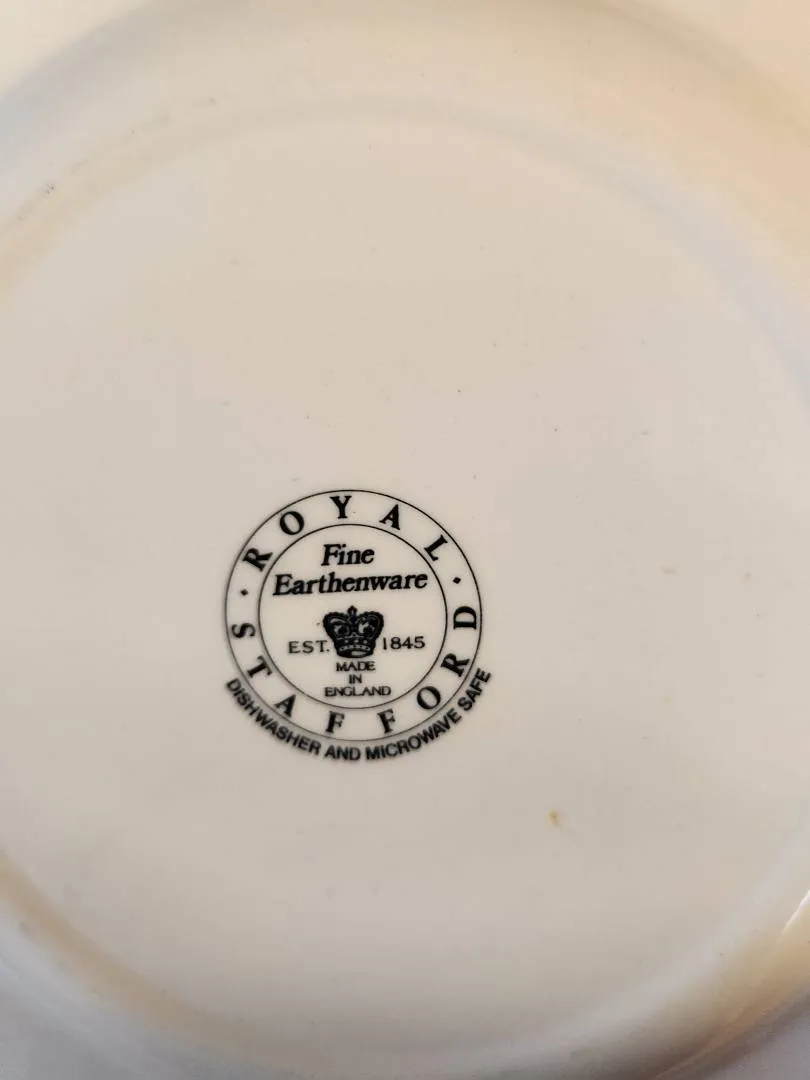 ROYAL
Fine
Earthenware
EST. 1845
MADE
IN
ENGLAND
STAFFORD
DISHWASHER AND MICROWAVE SAFE